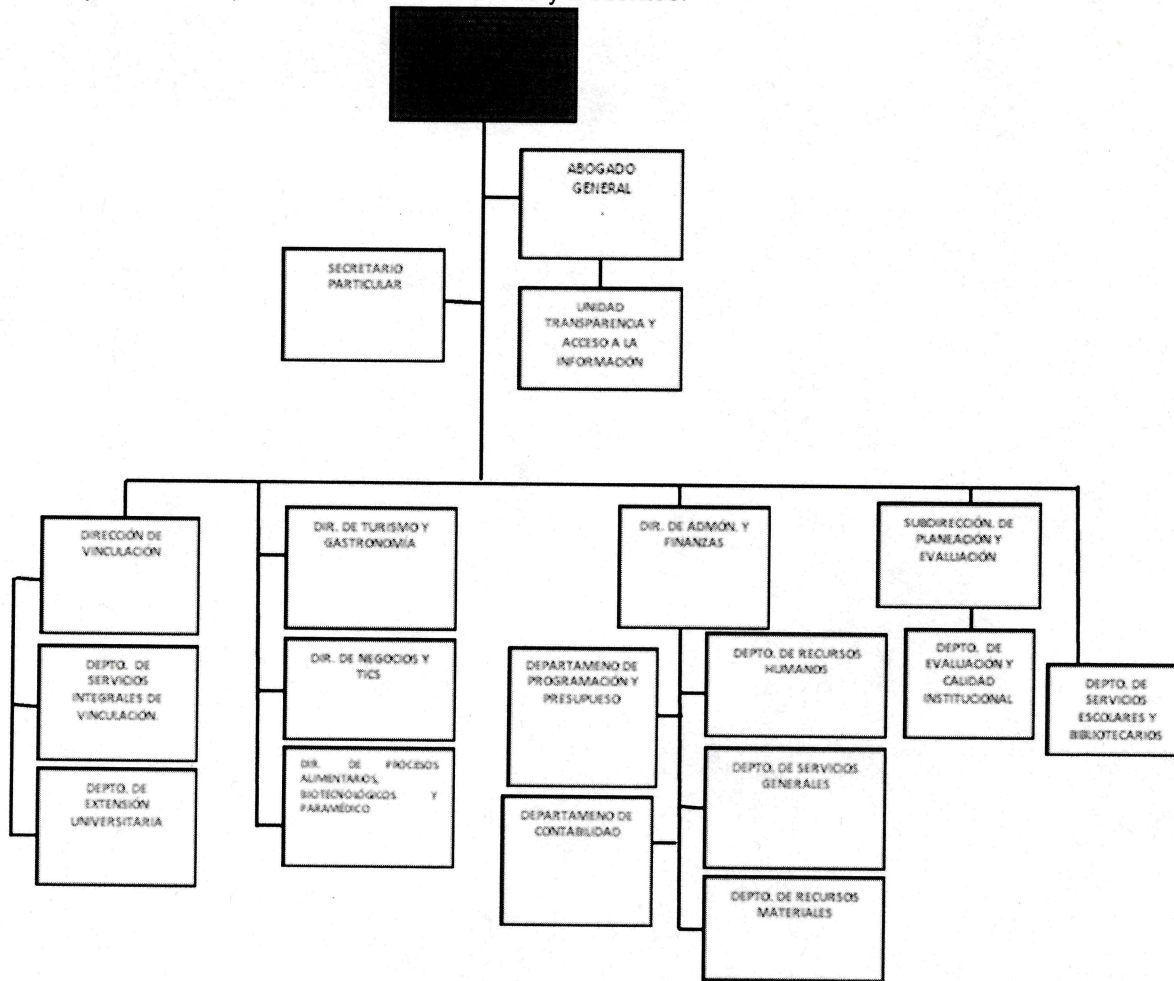 ABOGADO
GENERAL
SECRETARIO
PARTICULAR
UNIDAD
TRANSPARENCIA Y
ACCESO A LA
INFORMACIÓN
DIRECCIÓN DE
VINCULACIÓN
DEPTO. DE
SERVICIOS
INTEGRALES DE
VINCULACIÓN.
DEPTO. DE
EXTENSIÓN
UNIVERSITARIA
DIR. DE TURISMO Y
GASTRONOMÍA
DIR. DE NEGOCIOS Y
TICS
DIR. DE PROCESOS
ALIMENTARIOS,
BIOTECNOLÓGICOS Y
PARAMÉDICO
DIR. DE ADMÓN. Y
FINANZAS
DEPARTAMENO DE
PROGRAMACIÓN Y
PRESUPUESO
DEPARTAMENO DE
CONTABILIDAD
DEPTO. DE RECURSOS
HUMANOS
DEPTO. DE SERVICIOS
GENERALES
DEPTO. DE RECURSOS
MATERIALES
SUBDIRECCIÓN. DE
PLANEACIÓN Y
EVALUACIÓN
DEPTO. DE
EVALUACIÓN Y
CALIDAD
INSTITUCIONAL
DEPTO. DE
SERVICIOS
ESCOLARES Y
BIBLIOTECARIOS